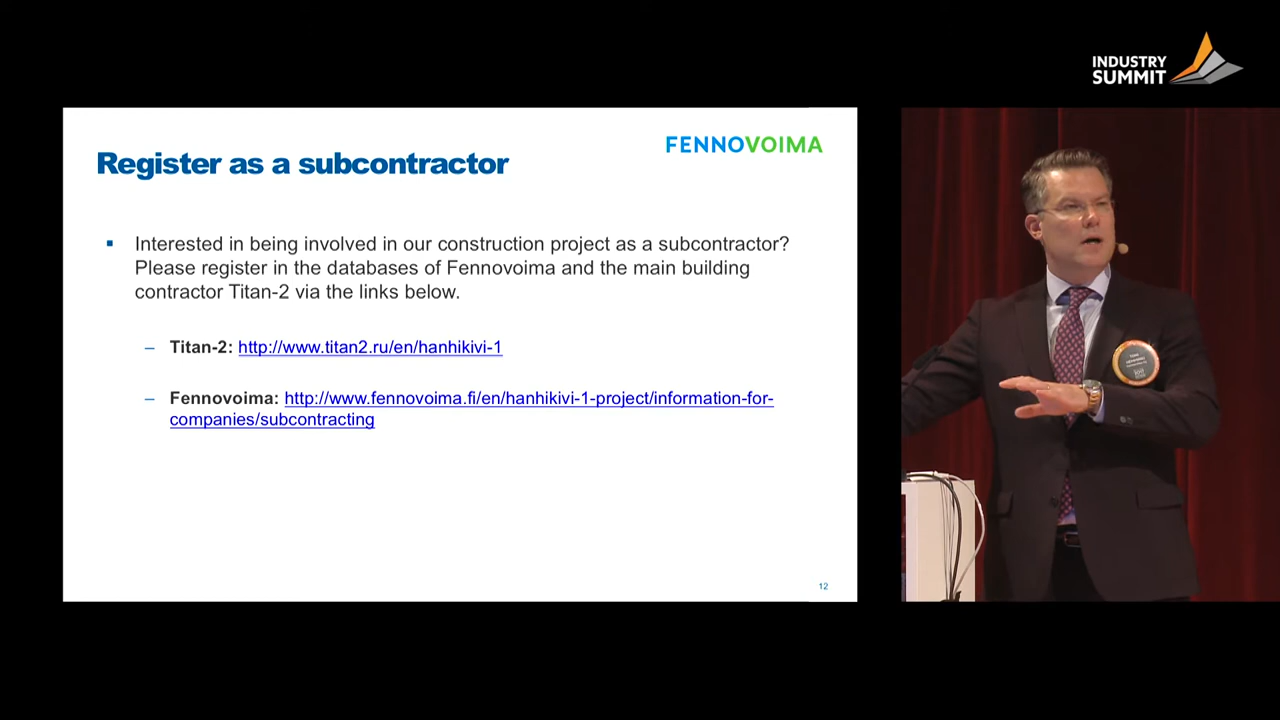 INDUSTRY
SUMMIT
FENNOVOIMA
Register as a subcontractor
Interested in being involved in our construction project as a subcontractor?
Please register in the databases of Fennovoima and the main building
contractor Titan-2 via the links below.
– Titan-2: http://www.titan2.ru/en/hanhikivi-1
– Fennovoima: http://www.fennovoima.fi/en/hanhikivi-1-project/information-for-
companies/subcontracting
12